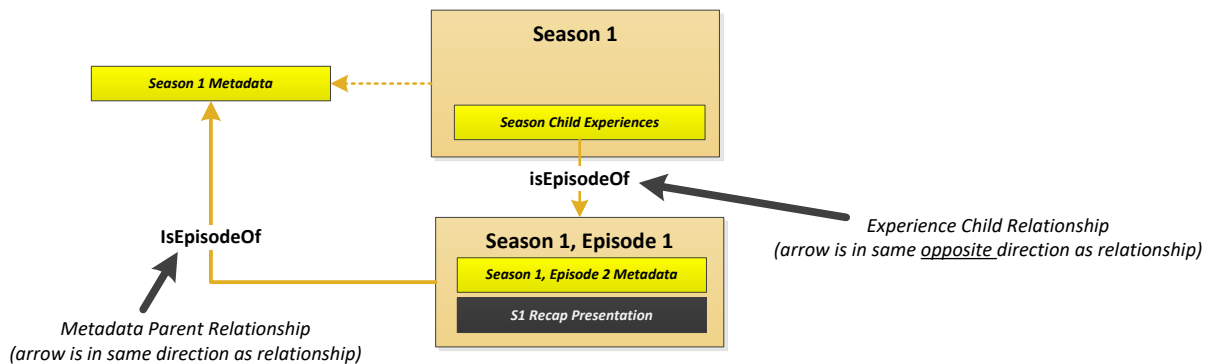 Season 1
Season 1 Metadata
Season Child Experiences
isEpisodeOf
Experience Child Relationship
(arrow is in same opposite direction as relationship)
IsEpisodeOf
Season 1, Episode 1
Season 1, Episode 2 Metadata
S1 Recap Presentation
Metadata Parent Relationship
(arrow is in same direction as relationship)